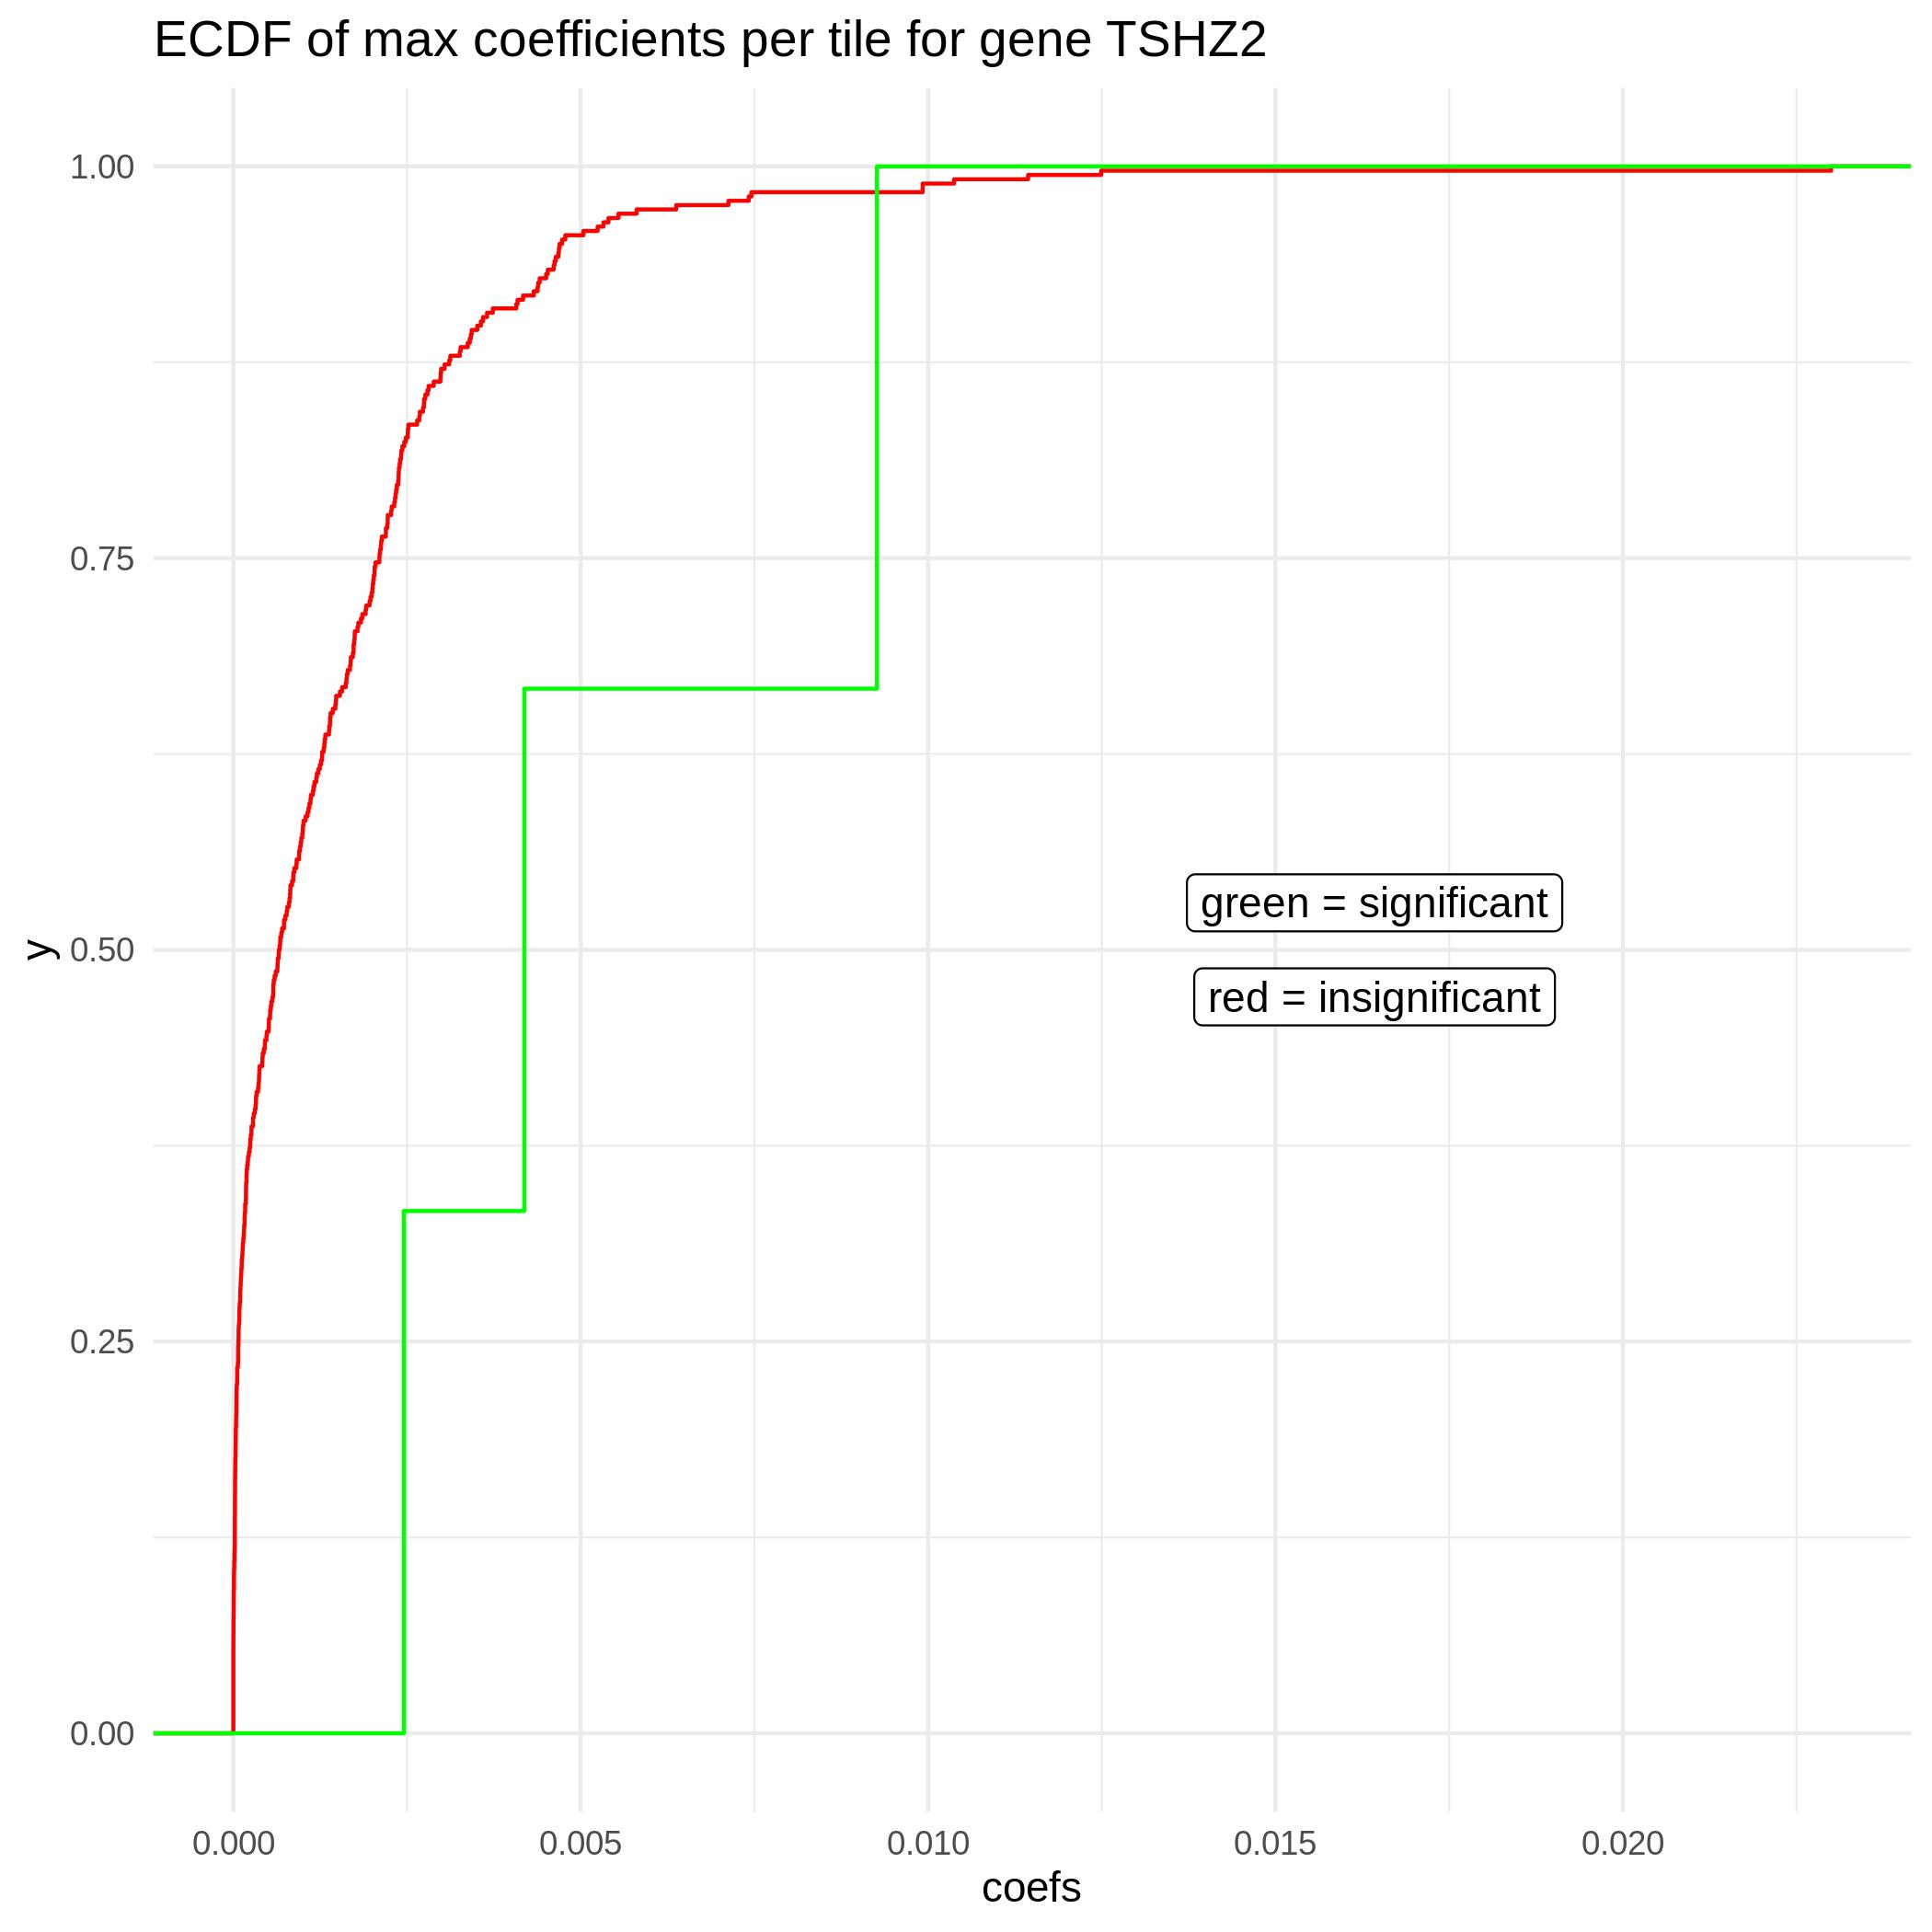 ECDF of max coefficients per tile for gene TSHZ2
1.00
0.75
0.50
0.25
0.00
y
green = significant
red = insignificant
0.000 0.005 0.010 0.015 0.020
coefs